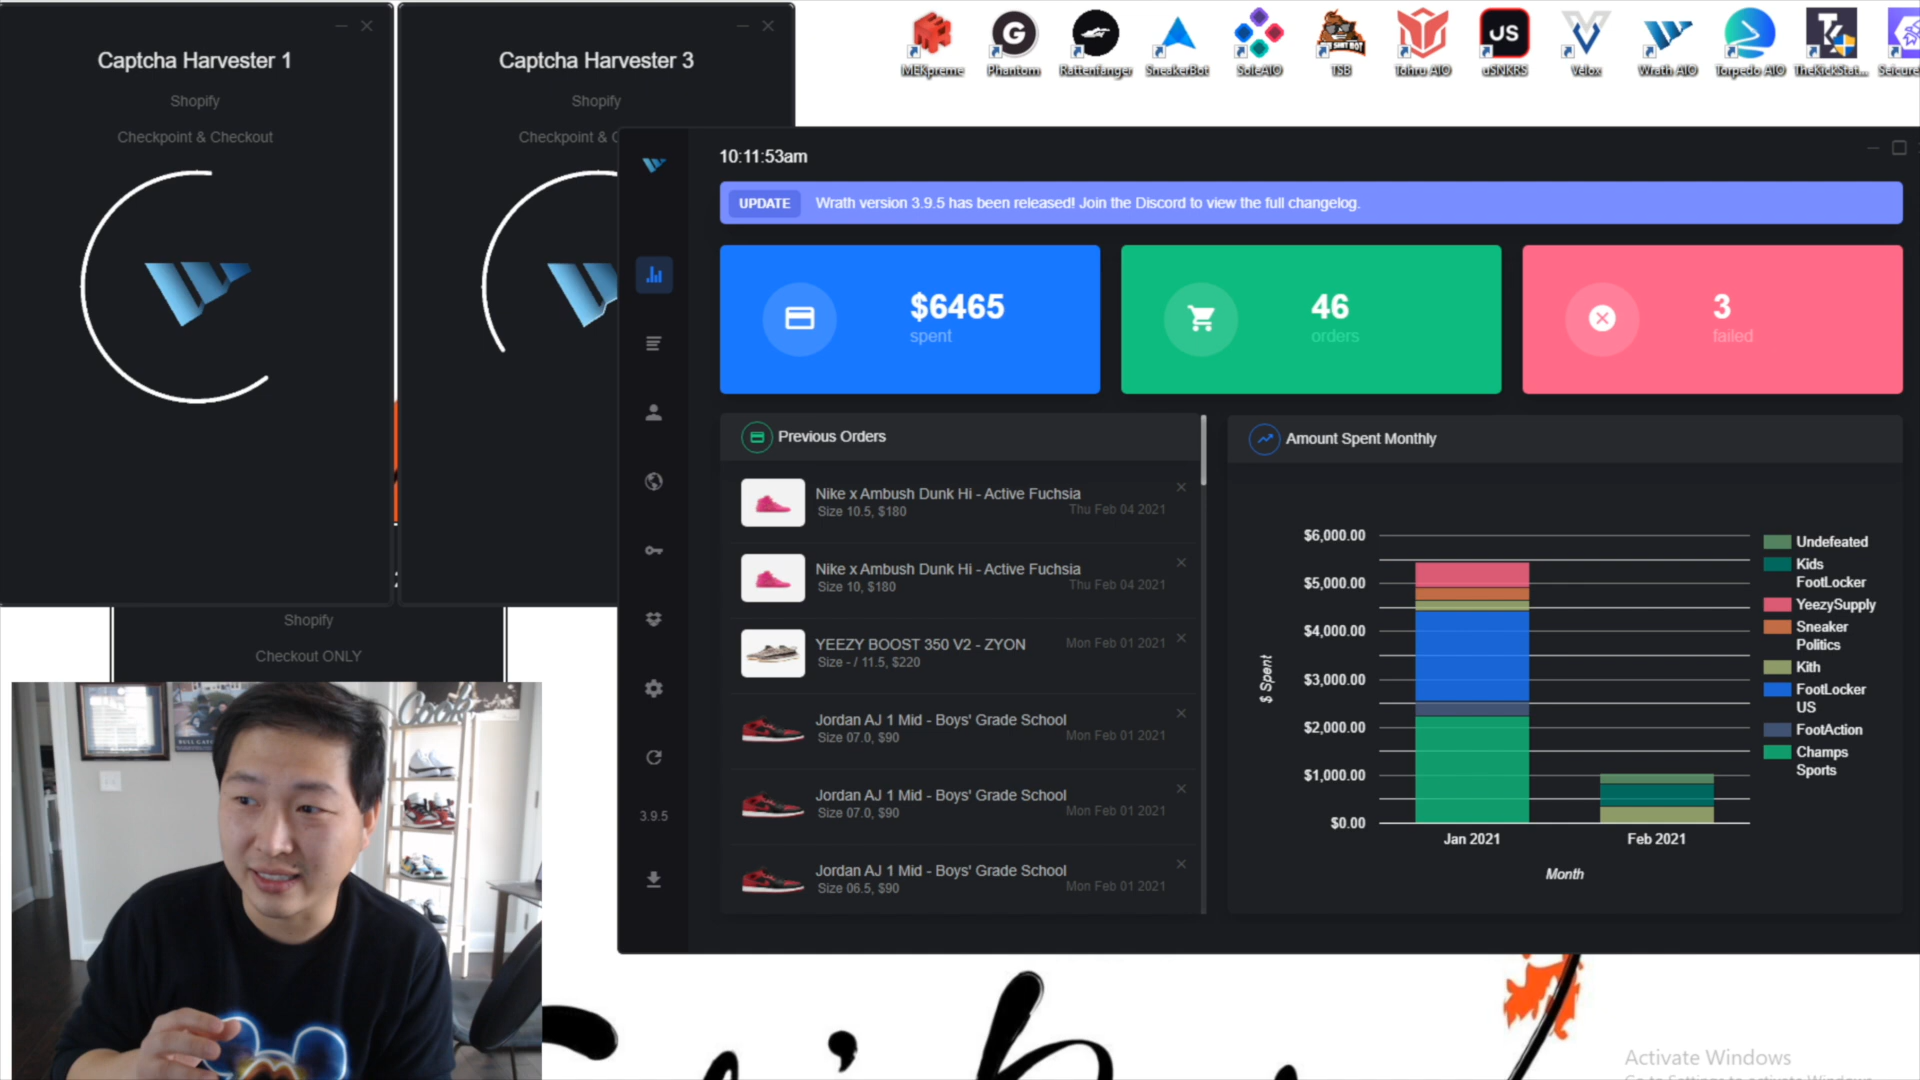 Captcha Harvester 1
Shopify
Checkpoint & Checkout
Captcha Harvester 3
Shopify
Checkpoint & C
Shopify
Checkout ONLY
MEKpreme
Phantom
Rattenfanger
SneakerBot
SoleAIO
TSB
Tohru AIO
uSNKRS
Velox
Wrath AIO
Torpedo AIO
TheKickStat...
G
US
10:11:53am
UPDATE
Wrath version 3.9.5 has been released! Join the Discord to view the full changelog.
$6465
spent
46
orders
3
failed
Previous Orders
Nike x Ambush Dunk Hi - Active Fuchsia
Size 10.5, $180
Thu Feb 04 2021
Nike x Ambush Dunk Hi - Active Fuchsia
Size 10, $180
Thu Feb 04 2021
YEEZY BOOST 350 V2 - ZYON
Size - / 11.5, $220
Mon Feb 01 2021
Jordan AJ 1 Mid - Boys' Grade School
Size 07.0, $90
Mon Feb 01 2021
Jordan AJ 1 Mid - Boys' Grade School
Size 07.0, $90
Mon Feb 01 2021
Jordan AJ 1 Mid - Boys' Grade School
Size 06.5, $90
Mon Feb 01 2021
3.9.5
Amount Spent Monthly
$6,000.00
$5,000.00
$4,000.00
$3,000.00
$2,000.00
$1,000.00
$0.00
$ Spent
Jan 2021
Feb 2021
Month
Undefeated
Kids
FootLocker
YeezySupply
Sneaker
Politics
Kith
FootLocker
US
FootAction
Champs
Sports
Cook
Activate Windows